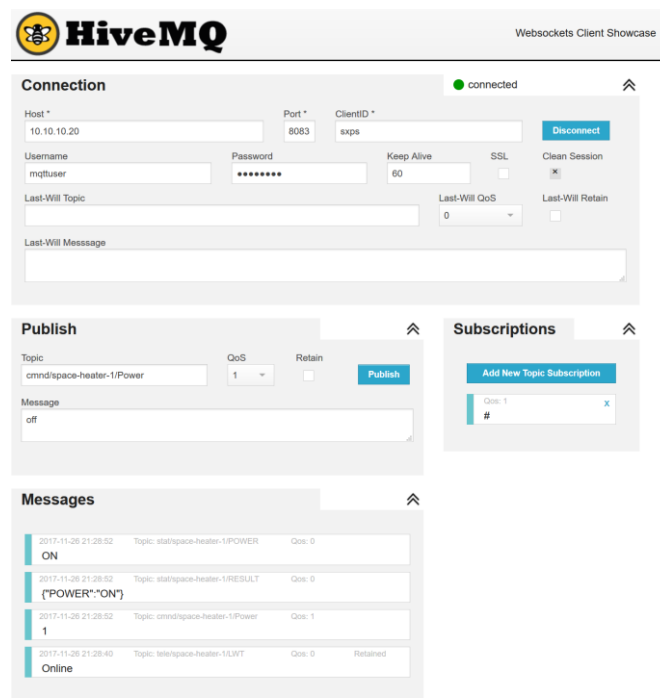 HiveMQ
Websockets Client Showcase
Connection
connected
Host * Port * ClientID *
10.10.10.20 8083 sxps Disconnect
Username Password Keep Alive SSL Clean Session
mqttuser •••••••• 60 ×
Last-Will Topic Last-Will QoS Last-Will Retain
0
Last-Will Messsage
Publish
Topic QoS Retain
cmnd/space-heater-1/Power 1 Publish
Message
off
Subscriptions
Add New Topic Subscription
Qos: 1 x
#
Messages
2017-11-26 21:28:52 Topic: stat/space-heater-1/POWER Qos: 0
ON
2017-11-26 21:28:52 Topic: stat/space-heater-1/RESULT Qos: 0
{"POWER":"ON"}
2017-11-26 21:28:52 Topic: cmnd/space-heater-1/Power Qos: 1
1
2017-11-26 21:28:40 Topic: tele/space-heater-1/LWT Qos: 0 Retained
Online